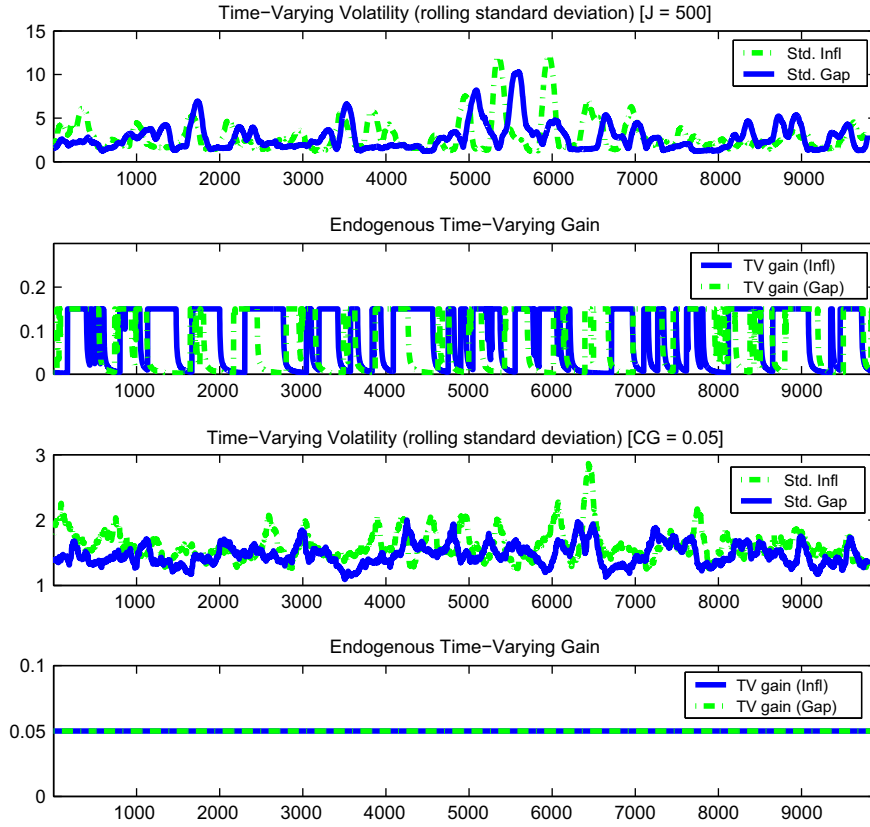 Time−Varying Volatility (rolling standard deviation) [J = 500]
15
10
5
0
Std. Infl
Std. Gap
1000 2000 3000 4000 5000 6000 7000 8000 9000
Endogenous Time−Varying Gain
0.2
0.1
0
TV gain (Infl)
TV gain (Gap)
1000 2000 3000 4000 5000 6000 7000 8000 9000
Time−Varying Volatility (rolling standard deviation) [CG = 0.05]
3
2
1
Std. Infl
Std. Gap
1000 2000 3000 4000 5000 6000 7000 8000 9000
Endogenous Time−Varying Gain
0.1
0.05
0
TV gain (Infl)
TV gain (Gap)
1000 2000 3000 4000 5000 6000 7000 8000 9000